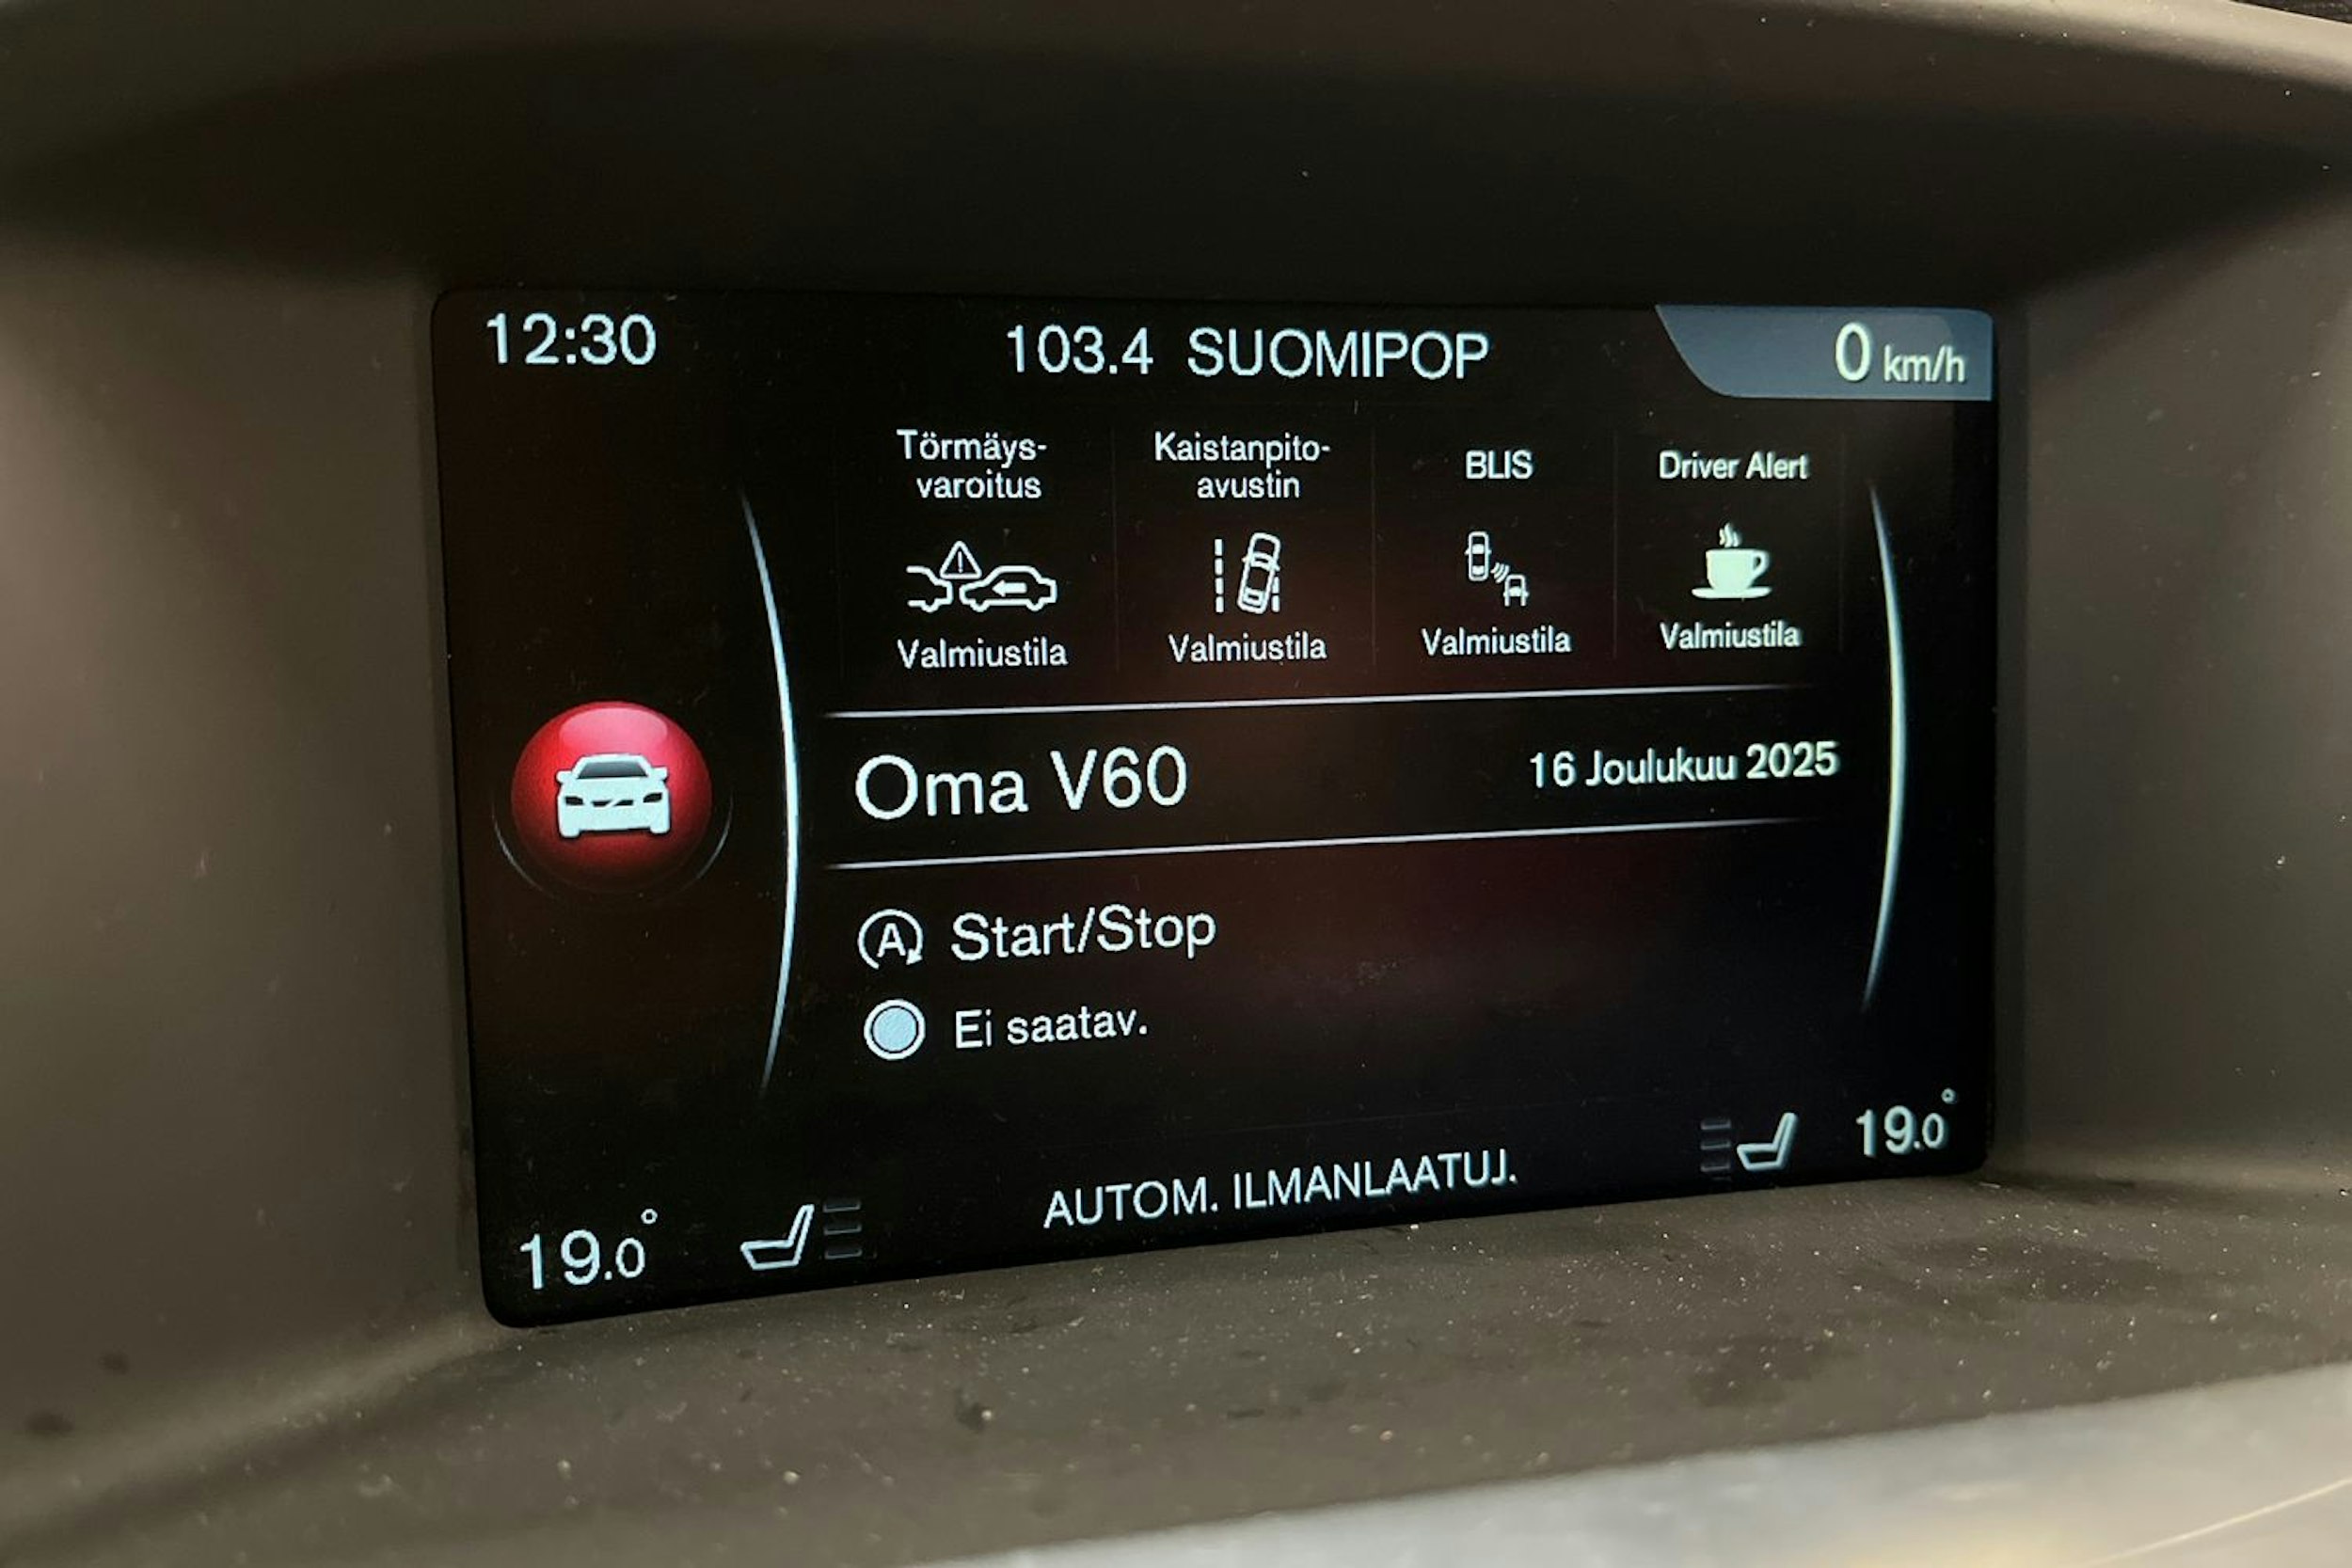 12:30
103.4 SUOMIPOP
0 km/h
Törmäys-
varoitus
Kaistanpito-
avustin
BLIS
Driver Alert
Valmiustila
Valmiustila
Valmiustila
Valmiustila
Oma V60
16 Joulukuu 2025
A Start/Stop
Ei saatav.
19.0°
AUTOM. ILMANLAATUJ.
19.0°